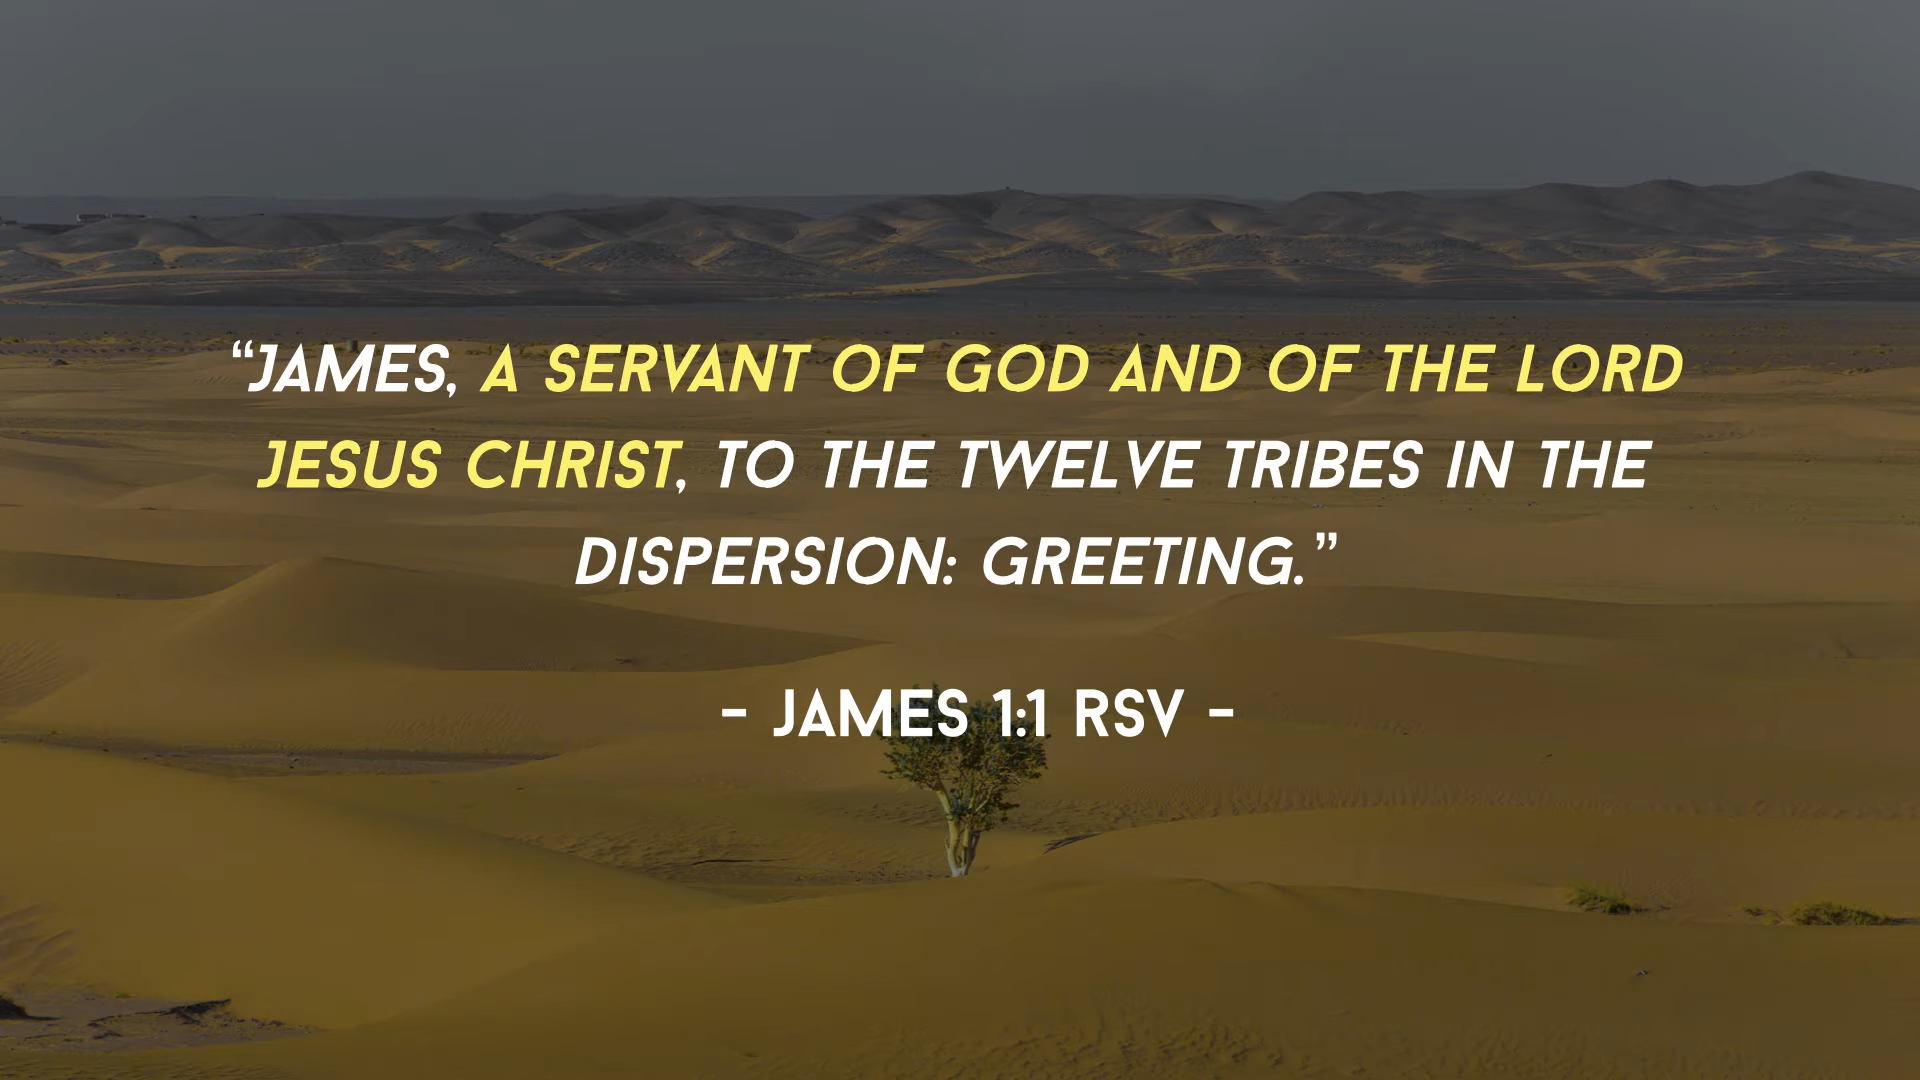 “JAMES, A SERVANT OF GOD AND OF THE LORD
JESUS CHRIST, TO THE TWELVE TRIBES IN THE
DISPERSION: GREETING.”
- JAMES 1:1 RSV -